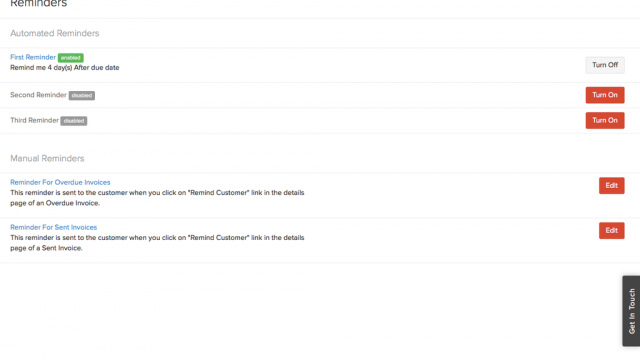 Reminders
Automated Reminders
First Reminder enabled
Remind me 4 day(s) After due date
Turn Off
Second Reminder disabled
Turn On
Third Reminder disabled
Turn On
Manual Reminders
Reminder For Overdue Invoices
This reminder is sent to the customer when you click on "Remind Customer" link in the details
page of an Overdue Invoice.
Edit
Reminder For Sent Invoices
This reminder is sent to the customer when you click on "Remind Customer" link in the details
page of a Sent Invoice.
Edit
Get In Touch